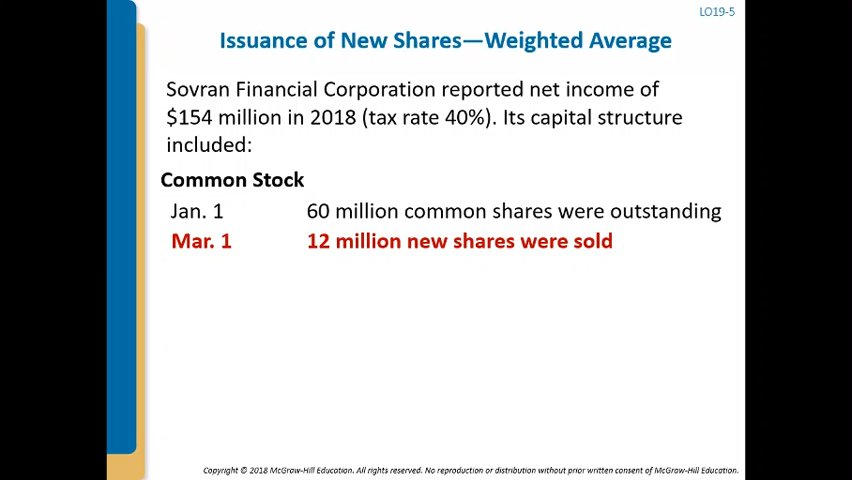 LO19-5
Issuance of New Shares—Weighted Average
Sovran Financial Corporation reported net income of
$154 million in 2018 (tax rate 40%). Its capital structure
included:
Common Stock
Jan. 1 60 million common shares were outstanding
Mar. 1 12 million new shares were sold
Copyright © 2018 McGraw-Hill Education. All rights reserved. No reproduction or distribution without prior written consent of McGraw-Hill Education.